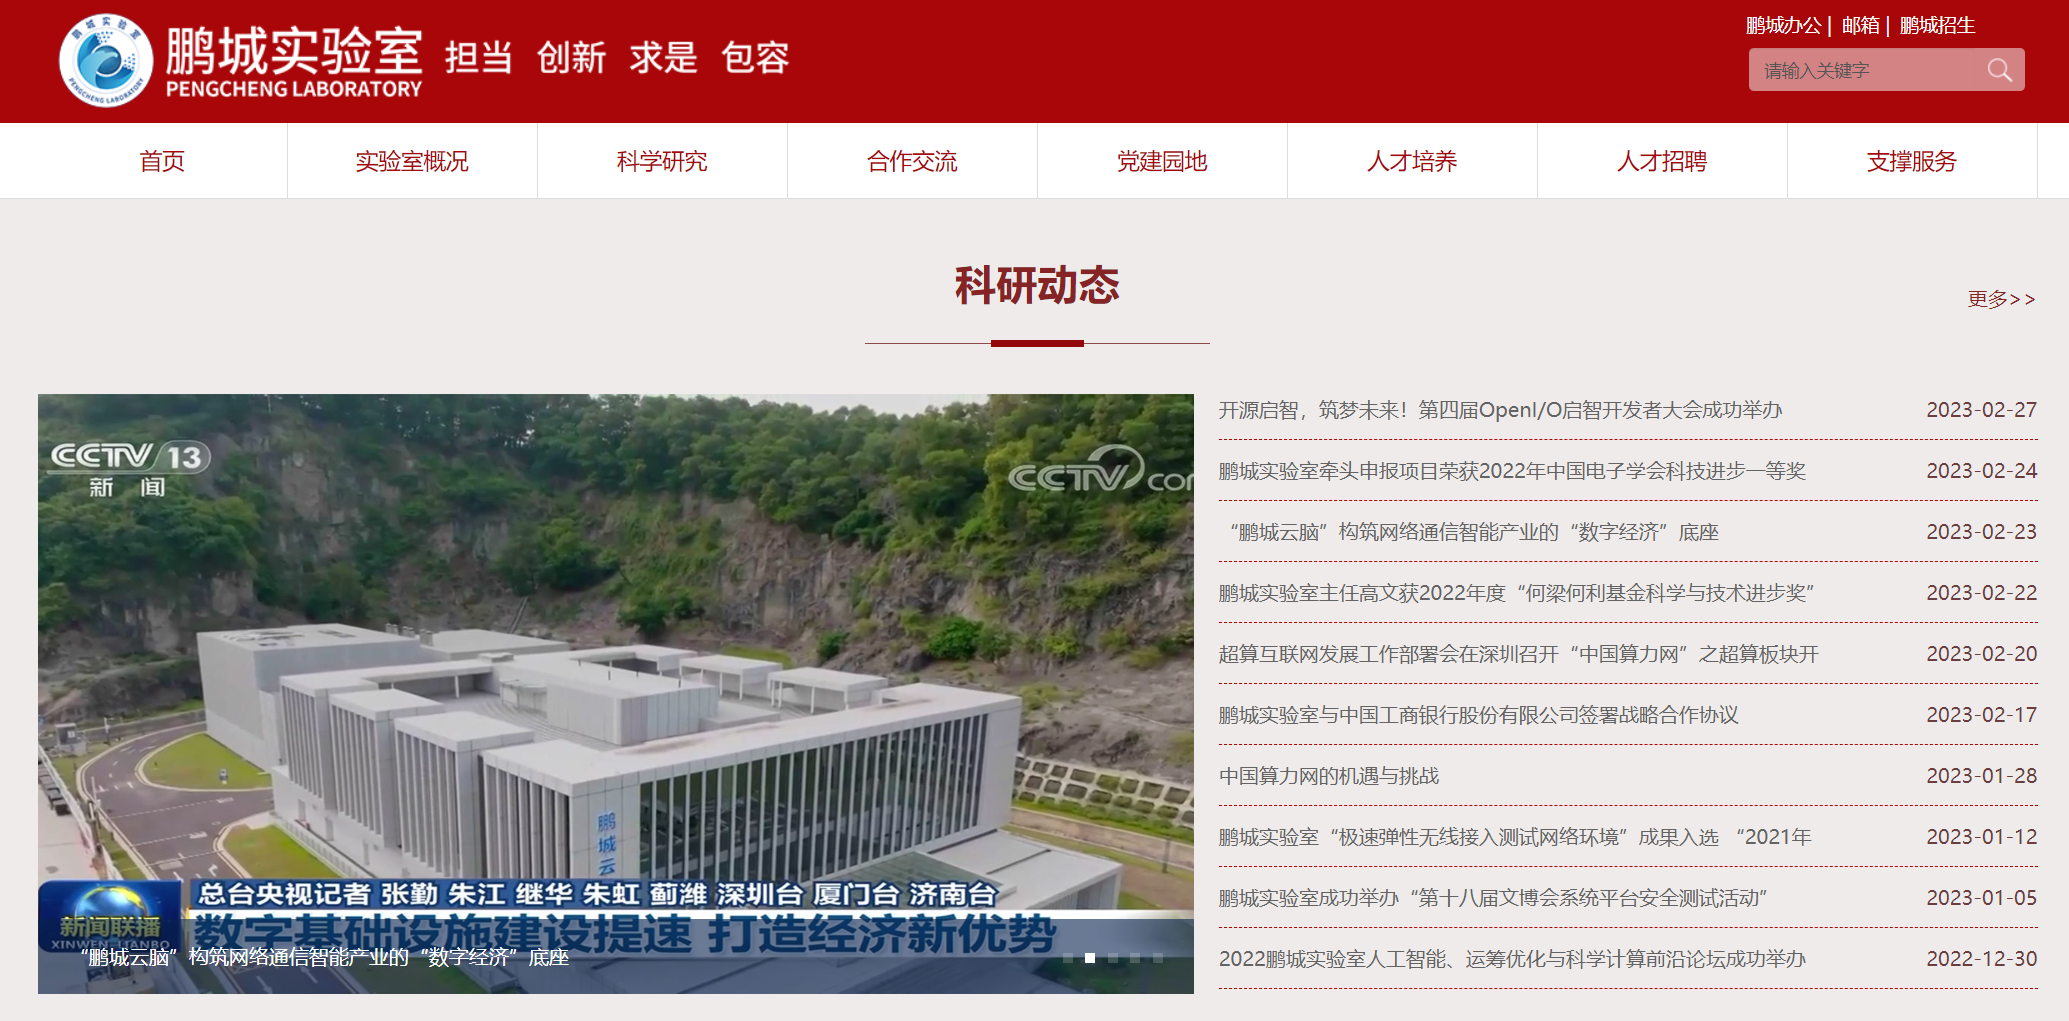 鹏城实验室
PENGCHENG LABORATORY
担当 创新 求是 包容
鹏城办公 | 邮箱 | 鹏城招生
请输入关键字
首页 实验室概况 科学研究 合作交流 党建园地 人才培养 人才招聘 支撑服务
科研动态
更多>>
CCTV 13
新闻
CCTV.com
鹏城云
总台央视记者 张勤 朱江 继华 朱虹 蓟潍 深圳台 厦门台 济南台
新闻联播
XINWEN LIANBO
数字基础设施建设提速 打造经济新优势
“鹏城云脑”构筑网络通信智能产业的“数字经济”底座
开源启智，筑梦未来！第四届OpenI/O启智开发者大会成功举办 2023-02-27
鹏城实验室牵头申报项目荣获2022年中国电子学会科技进步一等奖 2023-02-24
“鹏城云脑”构筑网络通信智能产业的“数字经济”底座 2023-02-23
鹏城实验室主任高文获2022年度“何梁何利基金科学与技术进步奖” 2023-02-22
超算互联网发展工作部署会在深圳召开“中国算力网”之超算板块开 2023-02-20
鹏城实验室与中国工商银行股份有限公司签署战略合作协议 2023-02-17
中国算力网的机遇与挑战 2023-01-28
鹏城实验室“极速弹性无线接入测试网络环境”成果入选 “2021年 2023-01-12
鹏城实验室成功举办“第十八届文博会系统平台安全测试活动” 2023-01-05
2022鹏城实验室人工智能、运筹优化与科学计算前沿论坛成功举办 2022-12-30